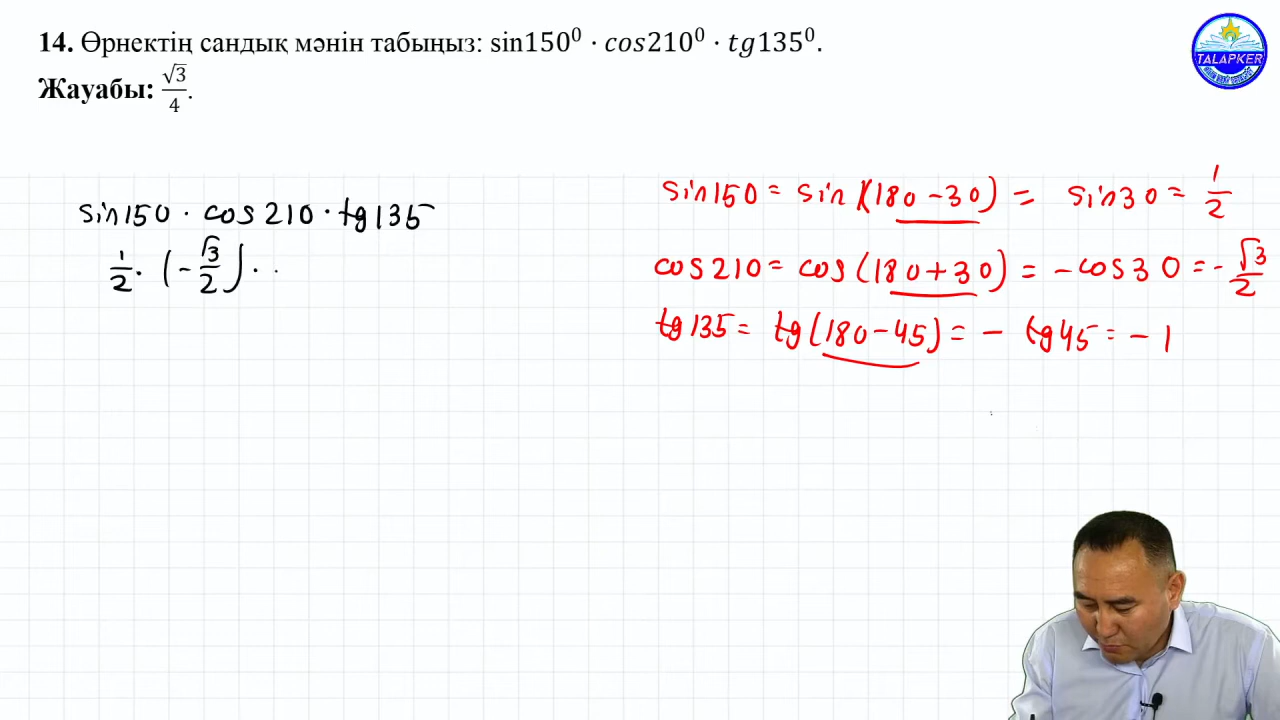 14. Өрнектің сандық мәнін табыңыз: sin150⁰ · cos210⁰ · tg135⁰.
Жауабы: √3/4.
TALAPKER
sin150 · cos210 · tg135
1/2 · (-√3/2) · ·
sin150 = sin(180-30) = sin30 = 1/2
cos210 = cos(180+30) = -cos30 = -√3/2
tg135 = tg(180-45) = - tg45 = -1